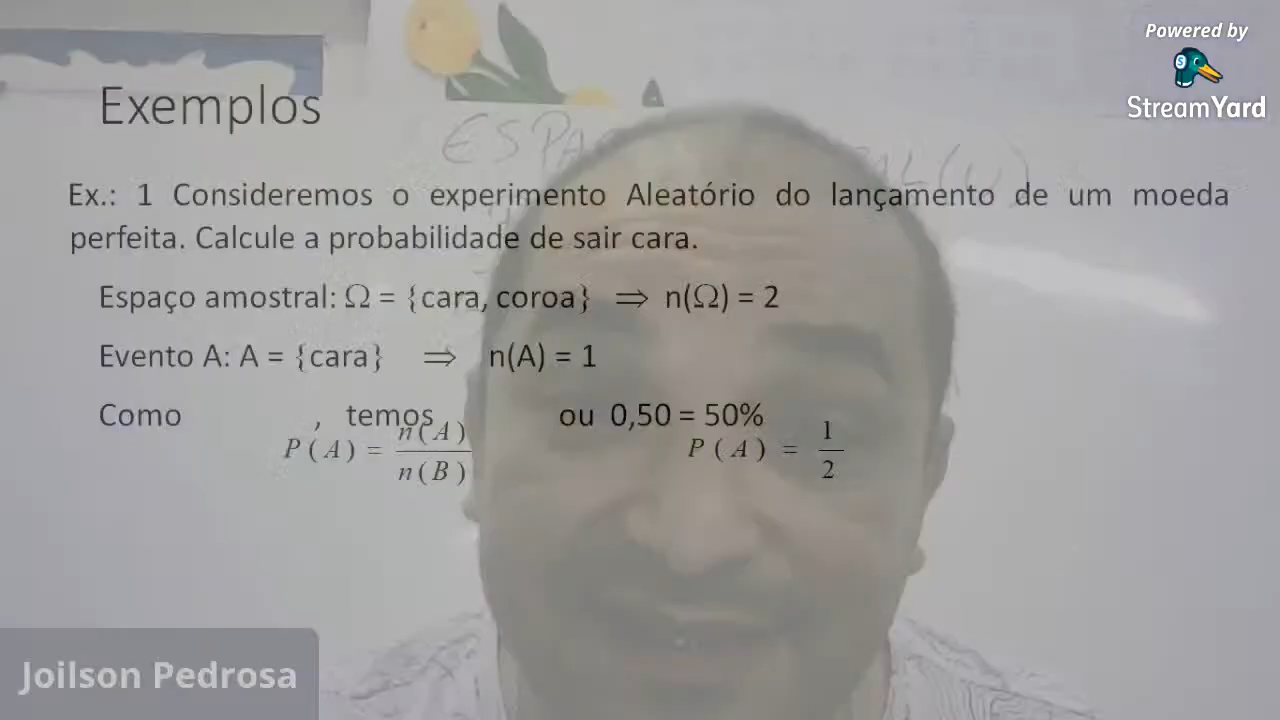 Powered by
StreamYard
Exemplos
Ex.: 1 Consideremos o experimento Aleatório do lançamento de um moeda
perfeita. Calcule a probabilidade de sair cara.
Espaço amostral: Ω = {cara, coroa} ⟹ n(Ω) = 2
Evento A: A = {cara} ⟹ n(A) = 1
Como , temos ou 0,50 = 50%
P(A) = n(A)/n(B) P(A) = 1/2
Joilson Pedrosa